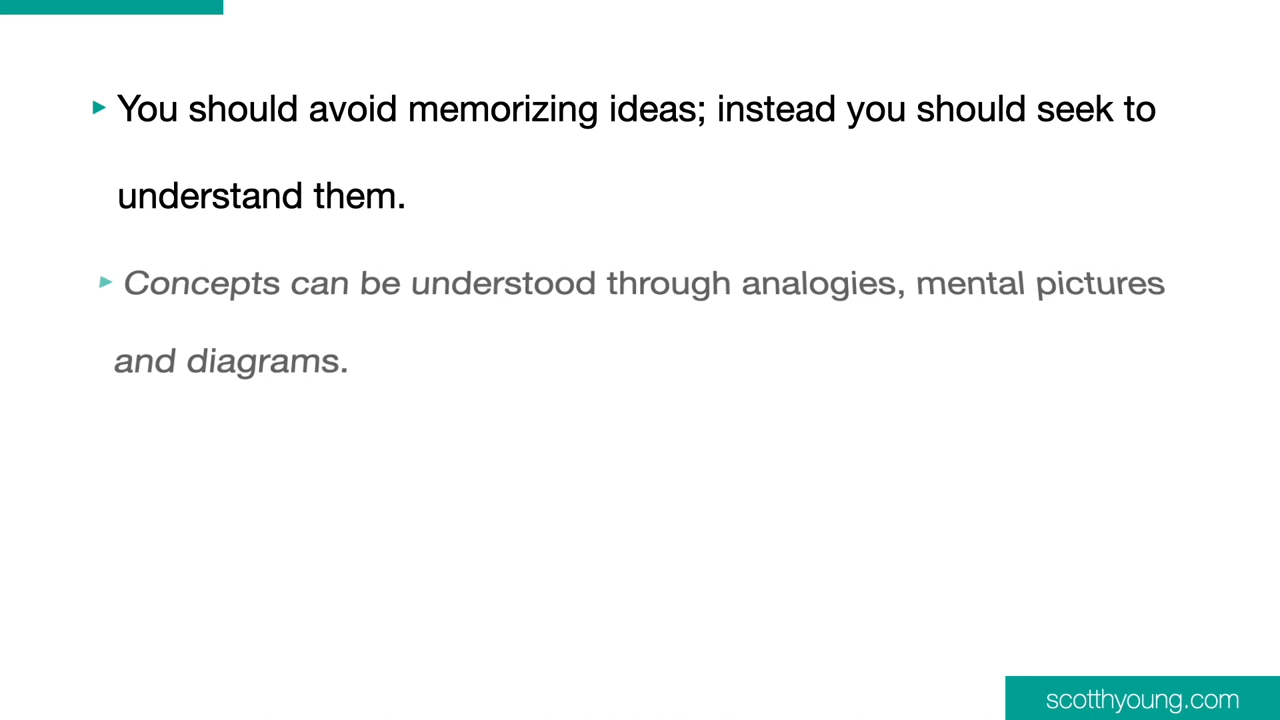 You should avoid memorizing ideas; instead you should seek to
understand them.
Concepts can be understood through analogies, mental pictures
and diagrams.
scotthyoung.com